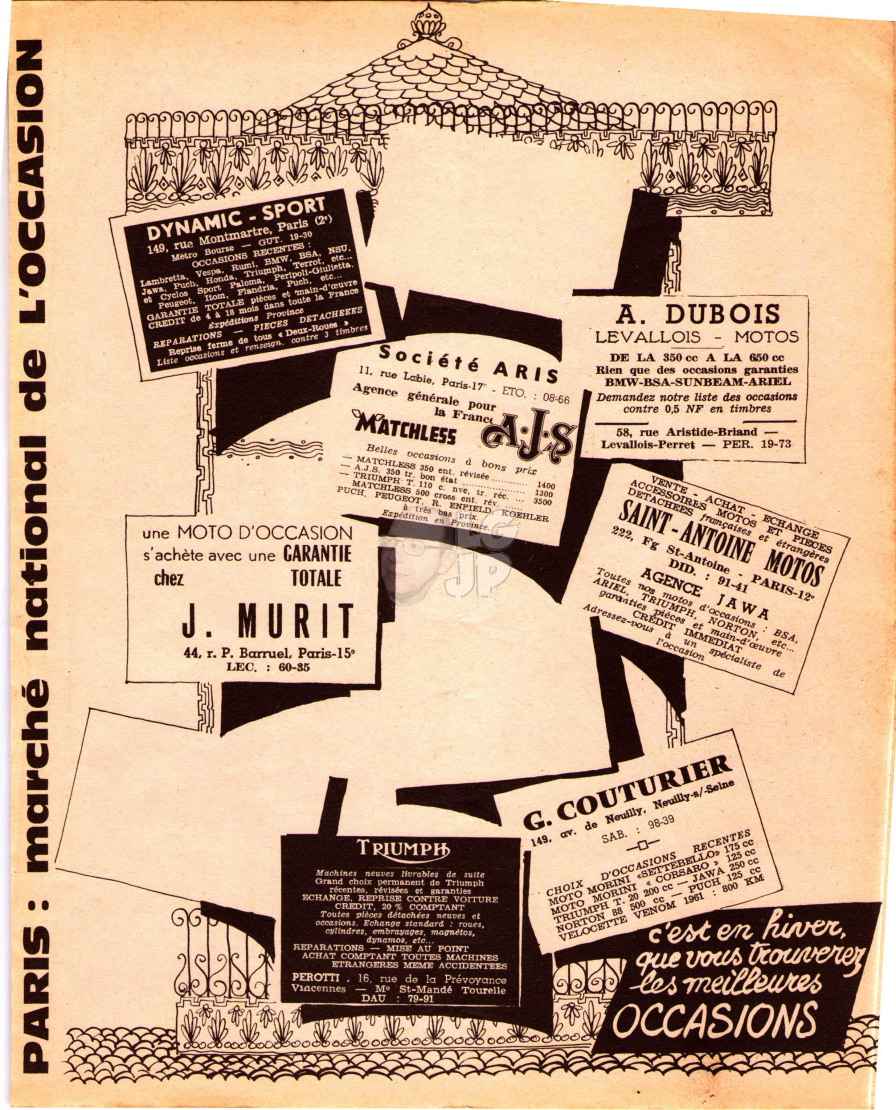 PARIS : marché national de L'OCCASION
DYNAMIC - SPORT
149, rue Montmartre, Paris (2e)
Métro Bourse — GUT. 19-30
OCCASIONS RECENTES :
Lambretta, Vespa, Rumi, BMW, BSA, NSU,
Jawa, Puch, Honda, Triumph, Terrot, etc...
et Cyclos Sport Paloma, Peripoli-Giulietta,
Peugeot, Itom, Flandria, Puch, etc...
GARANTIE TOTALE pièces et main-d'œuvre
CREDIT de 4 à 18 mois dans toute la France
Expéditions Province
REPARATIONS — PIECES DETACHEES
Reprise ferme de tous « Deux-Roues »
Liste occasions et renseign. contre 3 timbres
A. DUBOIS
LEVALLOIS - MOTOS
DE LA 350 cc A LA 650 cc
Rien que des occasions garanties
BMW-BSA-SUNBEAM-ARIEL
Demandez notre liste des occasions
contre 0,5 NF en timbres
58, rue Aristide-Briand —
Levallois-Perret — PER. 19-73
Société ARIS
11, rue Labie, Paris-17e - ETO. : 08-66
Agence générale pour
la France
MATCHLESS
A.J.S
Belles occasions à bons prix
— MATCHLESS 350 ent. révisée ........ 1400
— A.J.S. 350 tr. bon état ........ 1300
— TRIUMPH T. 110 c. nve, tr. réc. .... 3500
MATCHLESS 500 cross ent. rév. ......
PUCH, PEUGEOT, R. ENFIELD, KOEHLER
à très bas prix
Expédition en Province.
VENTE - ACHAT - ECHANGE
ACCESSOIRES MOTOS ET PIECES
DETACHEES françaises et étrangères
SAINT-ANTOINE MOTOS
222, Fg St-Antoine - PARIS-12e
DID. : 91-41
AGENCE JAWA
Toutes nos motos d'occasions : BSA,
ARIEL, TRIUMPH, NORTON, etc...
garanties pièces et main-d'œuvre
CREDIT IMMEDIAT
Adressez-vous à un spécialiste de
l'occasion
une MOTO D'OCCASION
s'achète avec une GARANTIE
chez TOTALE
J. MURIT
44, r. P. Barruel, Paris-15e
LEC. : 60-35
LG
JP
G. COUTURIER
149, av. de Neuilly, Neuilly-s/-Seine
SAB. : 98-39
CHOIX D'OCCASIONS RECENTES
MOTO MORINI «SETTEBELLO» 175 cc
MOTO MORINI « CORSARO » 125 cc
TRIUMPH T. 20 200 cc — JAWA 250 cc
NORTON 88 500 cc — PUCH 125 cc
VELOCETTE VENOM 1961 : 800 KM
TRIUMPH
Machines neuves livrables de suite
Grand choix permanent de Triumph
récentes, révisées et garanties
ECHANGE, REPRISE CONTRE VOITURE
CREDIT, 20 % COMPTANT
Toutes pièces détachées neuves et
occasions. Echange standard : roues,
cylindres, embrayages, magnétos,
dynamos, etc...
REPARATIONS — MISE AU POINT
ACHAT COMPTANT TOUTES MACHINES
ETRANGERES MEME ACCIDENTEES
PEROTTI, 16, rue de la Prévoyance
Vincennes — Mo St-Mandé Tourelle
DAU : 79-91
c'est en hiver,
que vous trouverez
les meilleures
OCCASIONS